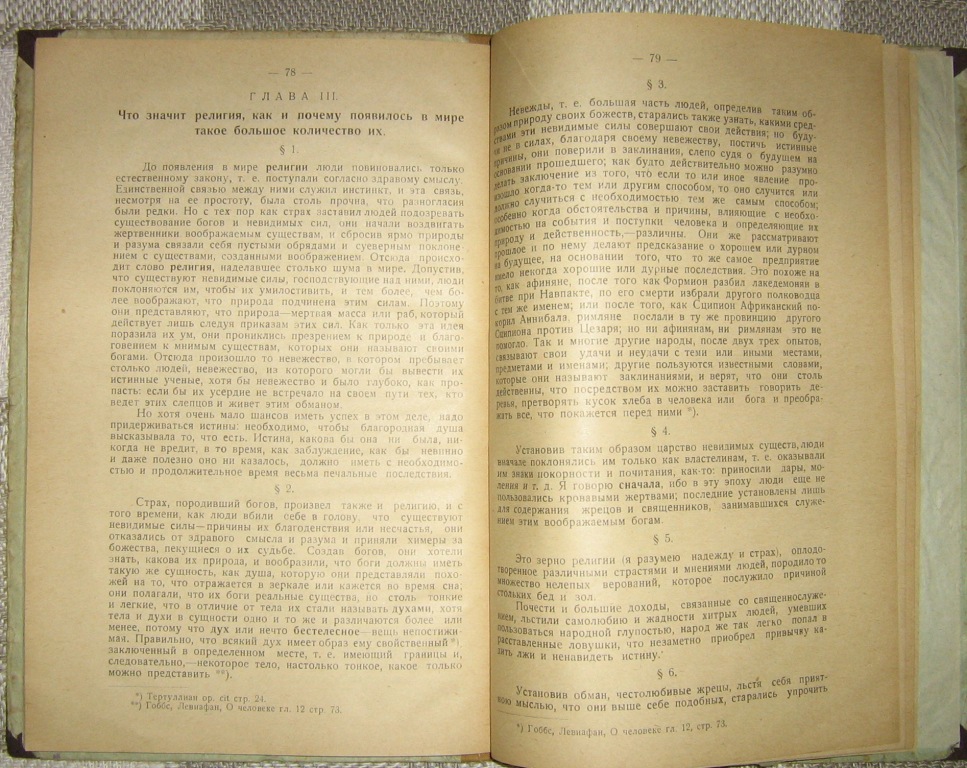 — 78 —
ГЛАВА III.
Что значит религия, как и почему появилось в мире
такое большое количество их.
§ 1.
До появления в мире религии люди повиновались только
естественному закону, т. е. поступали согласно здравому смыслу.
Единственной связью между ними служил инстинкт, и эта связь,
несмотря на ее простоту, была столь прочна, что разногласия
были редки. Но с тех пор как страх заставил людей подозревать
существование богов и невидимых сил, они начали воздвигать
жертвенники воображаемым существам, и сбросив ярмо природы
и разума связали себя пустыми обрядами и суеверным поклоне-
нием с существами, созданными воображением. Отсюда происхо-
дит слово религия, наделавшее столько шума в мире. Допустив,
что существуют невидимые силы, господствующие над ними, люди
поклоняются им, чтобы их умилостивить, и тем более, чем бо-
лее воображают, что природа подчинена этим силам. Поэтому
они представляют, что природа—мертвая масса или раб, который
действует лишь следуя приказам этих сил. Как только эта идея
поразила их ум, они прониклись презрением к природе и благо-
говением к мнимым существам, которых они называют своими
богами. Отсюда произошло то невежество, в котором пребывает
столько людей, невежество, из которого могли бы вывести их
истинные ученые, хотя бы невежество и было глубоко, как про-
пасть: если бы их усердие не встречало на своем пути тех, кто
ведет этих слепцов и живет этим обманом.
Но хотя очень мало шансов иметь успех в этом деле, надо
придерживаться истины: необходимо, чтобы благородная душа
высказывала то, что есть. Истина, какова бы она ни была, ни-
когда не вредит, в то время, как заблуждение, как бы невинно
и даже полезно оно ни казалось, должно иметь с необходимо-
стью и продолжительное время весьма печальные последствия.
§ 2.
Страх, породивший богов, произвел также и религию, и с
того времени, как люди вбили себе в голову, что существуют
невидимые силы—причины их благоденствия или несчастья, они
отказались от здравого смысла и разума и приняли химеры за
божества, пекущиеся о их судьбе. Создав богов, они хотели
знать, какова их природа, и вообразили, что боги должны иметь
такую же сущность, как душа, которую они представляли похо-
жей на то, что отражается в зеркале или кажется во время сна;
они полагали, что их боги реальные существа, но столь тонкие
и легкие, что в отличие от тела их стали называть духами, хотя
тела и духи в сущности одно и то же и различаются более или
менее, потому что дух или нечто бестелесное—вещь непостижи-
мая. Правильно, что всякий дух имеет образ ему свойственный *)
заключенный в определенном месте, т. е. имеющий границы и,
следовательно,—некоторое тело, настолько тонкое, какое только
можно представить **).
*) Тертуллиан op. cit стр. 24.
**) Гоббс, Левиафан, О человеке гл. 12 стр. 73.
— 79 —
§ 3.
Невежды, т. е. большая часть людей, определив таким об-
разом природу своих божеств, старались также узнать, какими сред-
ствами эти невидимые силы совершают свои действия; но буду-
чи не в силах, благодаря своему невежеству, постичь истинные
причины, они поверили в заклинания, слепо судя о будущем на
основании прошедшего; как будто действительно можно разумно
делать заключение из того, что если то или иное явление про-
изошло когда-то тем или другим способом, то оно случится или
должно случиться с необходимостью тем же самым способом;
особенно когда обстоятельства и причины, влияющие с необхо-
димостью на события и поступки человека и определяющие их
природу и действенность,—различны. Они же рассматривают
прошлое и по нему делают предсказание о хорошем или дурном
на будущее, на основании того, что то же самое предприятие
имело некогда хорошие или дурные последствия. Это похоже на
то, как афиняне, после того как Формион разбил лакедемонян в
битве при Навпакте, по его смерти избрали другого полководца
с тем же именем; или после того, как Сципион Африканский по-
корил Аннибала, римляне послали в ту же провинцию другого
Сципиона против Цезаря; но ни афинянам, ни римлянам это не
помогло. Так и многие другие народы, после двух трех опытов,
связывают свои удачи и неудачи с теми или иными местами,
предметами и именами; другие пользуются известными словами,
которые они называют заклинаниями, и верят, что они столь
действенны, что посредством их можно заставить говорить де-
ревья, претворять кусок хлеба в человека или бога и преобра-
жать все, что покажется перед ними *).
§ 4.
Установив таким образом царство невидимых существ, люди
вначале поклонялись им только как властелинам, т. е. оказывали
им знаки покорности и почитания, как-то: приносили дары, мо-
ления и т. д. Я говорю сначала, ибо в эту эпоху люди еще не
пользовались кровавыми жертвами; последние установлены лишь
для содержания жрецов и священников, занимавшихся служе-
нием этим воображаемым богам.
§ 5.
Это зерно религии (я разумею надежду и страх), оплодо-
творенное различными страстями и мнениями людей, породило то
множество нелепых верований, которое послужило причиной
стольких бед и зол.
Почести и большие доходы, связанные со священнослуже-
нием, льстили самолюбию и жадности хитрых людей, умевших
пользоваться народной глупостью, народ же так легко попал в
расставленные ловушки, что незаметно приобрел привычку ка-
дить лжи и ненавидеть истину.
§ 6.
Установив обман, честолюбивые жрецы, льстя себя прият-
ною мыслью, что они выше себе подобных, старались упрочить
*) Гоббс, Левиафан, О человеке гл. 12, стр. 73.